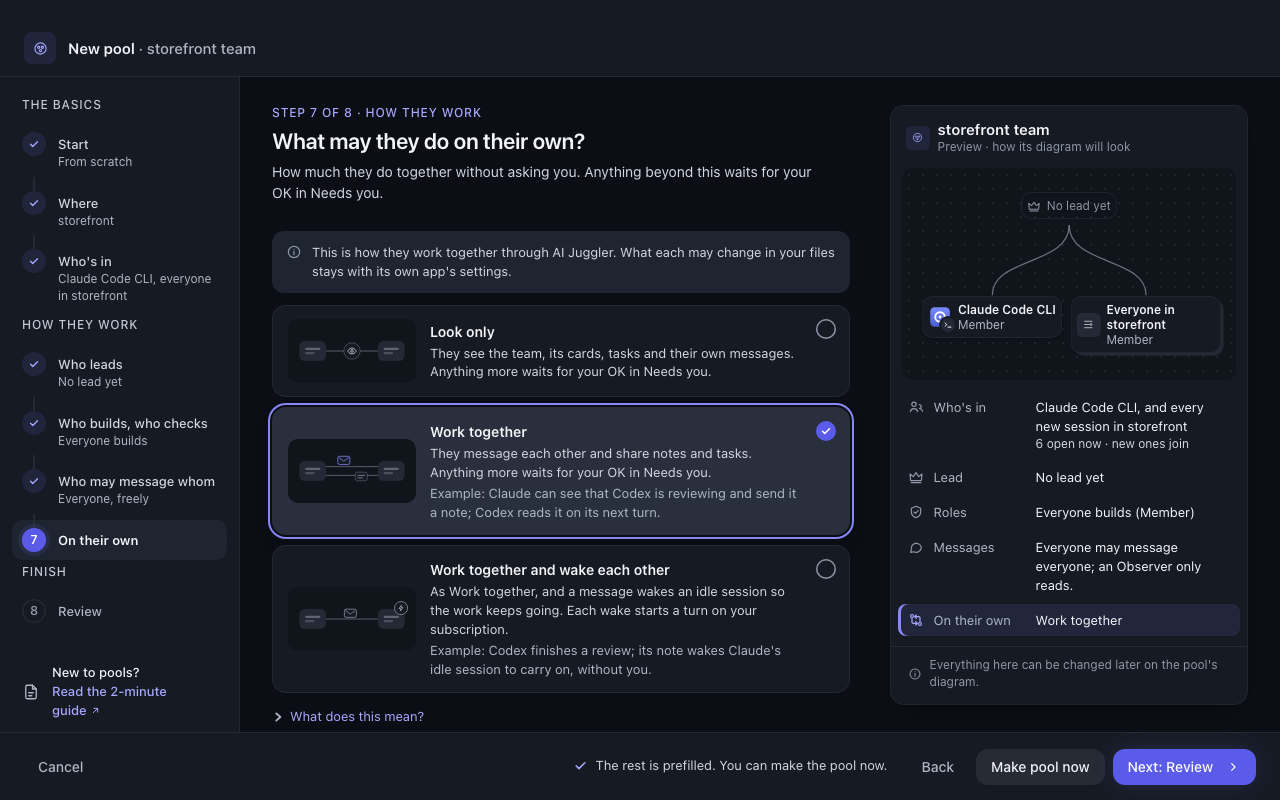 New pool · storefront team
THE BASICS
Start
From scratch
Where
storefront
Who's in
Claude Code CLI, everyone
in storefront
HOW THEY WORK
Who leads
No lead yet
Who builds, who checks
Everyone builds
Who may message whom
Everyone, freely
7
On their own
FINISH
8
Review
New to pools?
Read the 2-minute
guide ↗
STEP 7 OF 8 · HOW THEY WORK
What may they do on their own?
How much they do together without asking you. Anything beyond this waits for your
OK in Needs you.
This is how they work together through AI Juggler. What each may change in your files
stays with its own app's settings.
Look only
They see the team, its cards, tasks and their own messages.
Anything more waits for your OK in Needs you.
Work together
They message each other and share notes and tasks.
Anything more waits for your OK in Needs you.
Example: Claude can see that Codex is reviewing and send it
a note; Codex reads it on its next turn.
Work together and wake each other
As Work together, and a message wakes an idle session so
the work keeps going. Each wake starts a turn on your
subscription.
Example: Codex finishes a review; its note wakes Claude's
idle session to carry on, without you.
What does this mean?
storefront team
Preview · how its diagram will look
No lead yet
Claude Code CLI
Member
Everyone in
storefront
Member
Who's in
Claude Code CLI, and every
new session in storefront
6 open now · new ones join
Lead
No lead yet
Roles
Everyone builds (Member)
Messages
Everyone may message
everyone; an Observer only
reads.
On their own
Work together
Everything here can be changed later on the pool's
diagram.
Cancel
The rest is prefilled. You can make the pool now.
Back
Make pool now
Next: Review